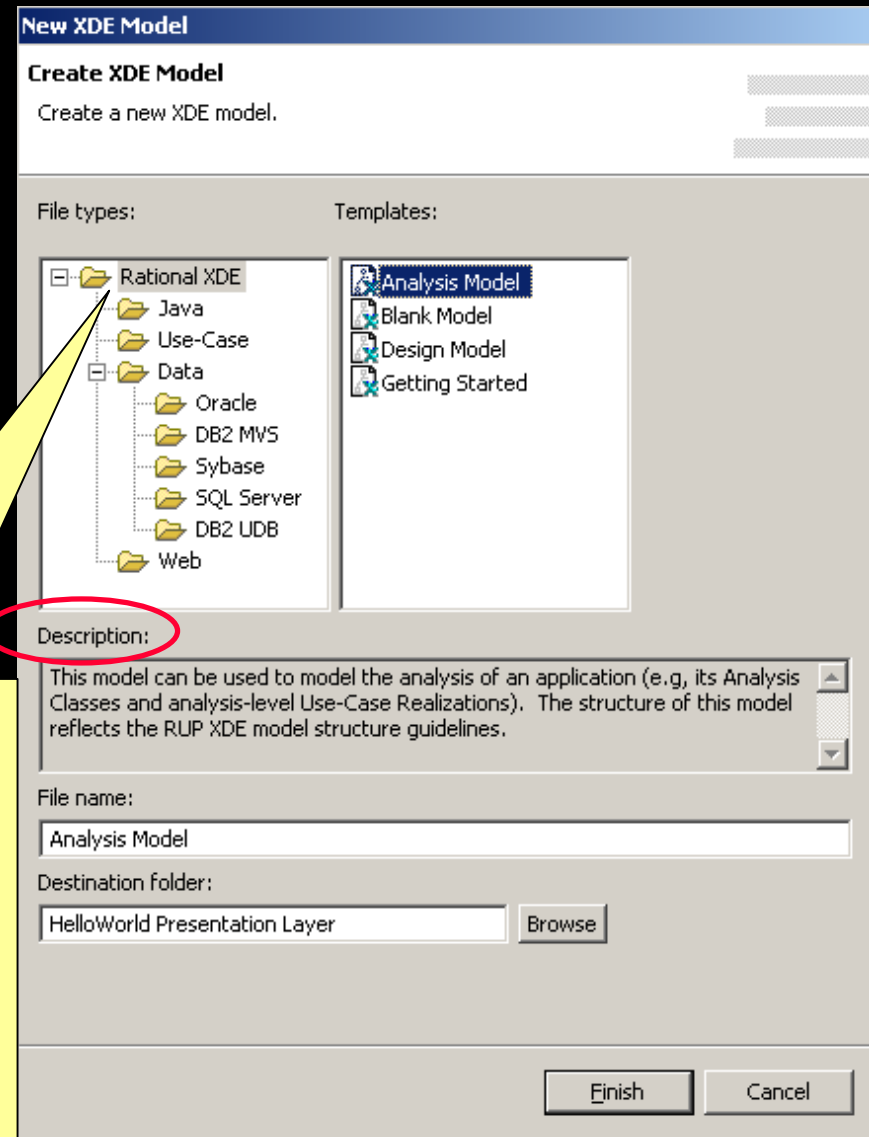 New XDE Model
Create XDE Model
Create a new XDE model.
File types:
Templates:
Rational XDE
Java
Use-Case
Data
Oracle
DB2 MVS
Sybase
SQL Server
DB2 UDB
Web
Analysis Model
Blank Model
Design Model
Getting Started
Description:
This model can be used to model the analysis of an application (e.g, its Analysis
Classes and analysis-level Use-Case Realizations).  The structure of this model
reflects the RUP XDE model structure guidelines.
File name:
Analysis Model
Destination folder:
HelloWorld Presentation Layer
Browse
Finish
Cancel